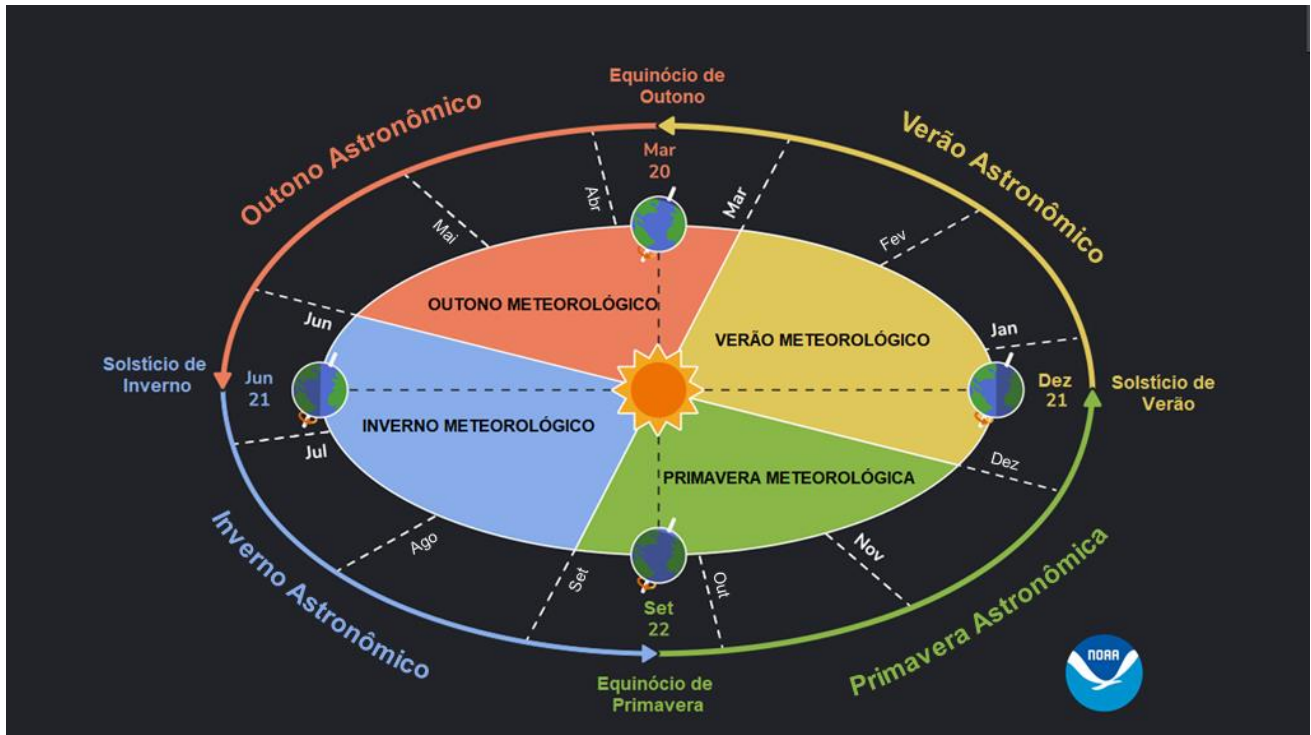 Equinócio de
Outono
Outono Astronômico
Verão Astronômico
Mar
20
Abr
Mar
Mai
Fev
OUTONO METEOROLÓGICO
Jun
VERÃO METEOROLÓGICO
Jan
Solstício de
Inverno
Jun
21
Dez
21
Solstício de
Verão
INVERNO METEOROLÓGICO
Jul
PRIMAVERA METEOROLÓGICA
Dez
Ago
Set
Out
Nov
Set
22
Inverno Astronômico
Primavera Astronômica
Equinócio de
Primavera
NOAA